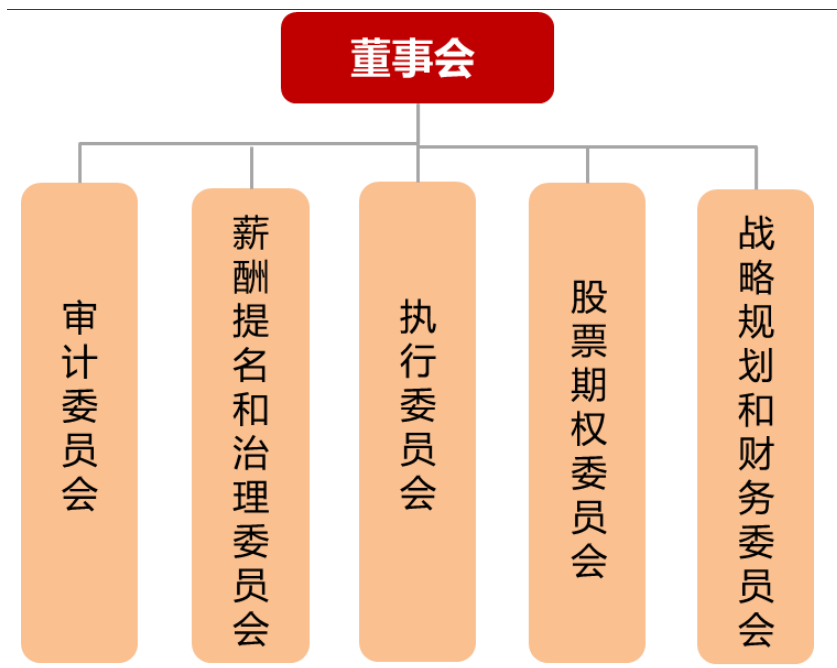 董事会
审计委员会
薪酬提名和治理委员会
执行委员会
股票期权委员会
战略规划和财务委员会